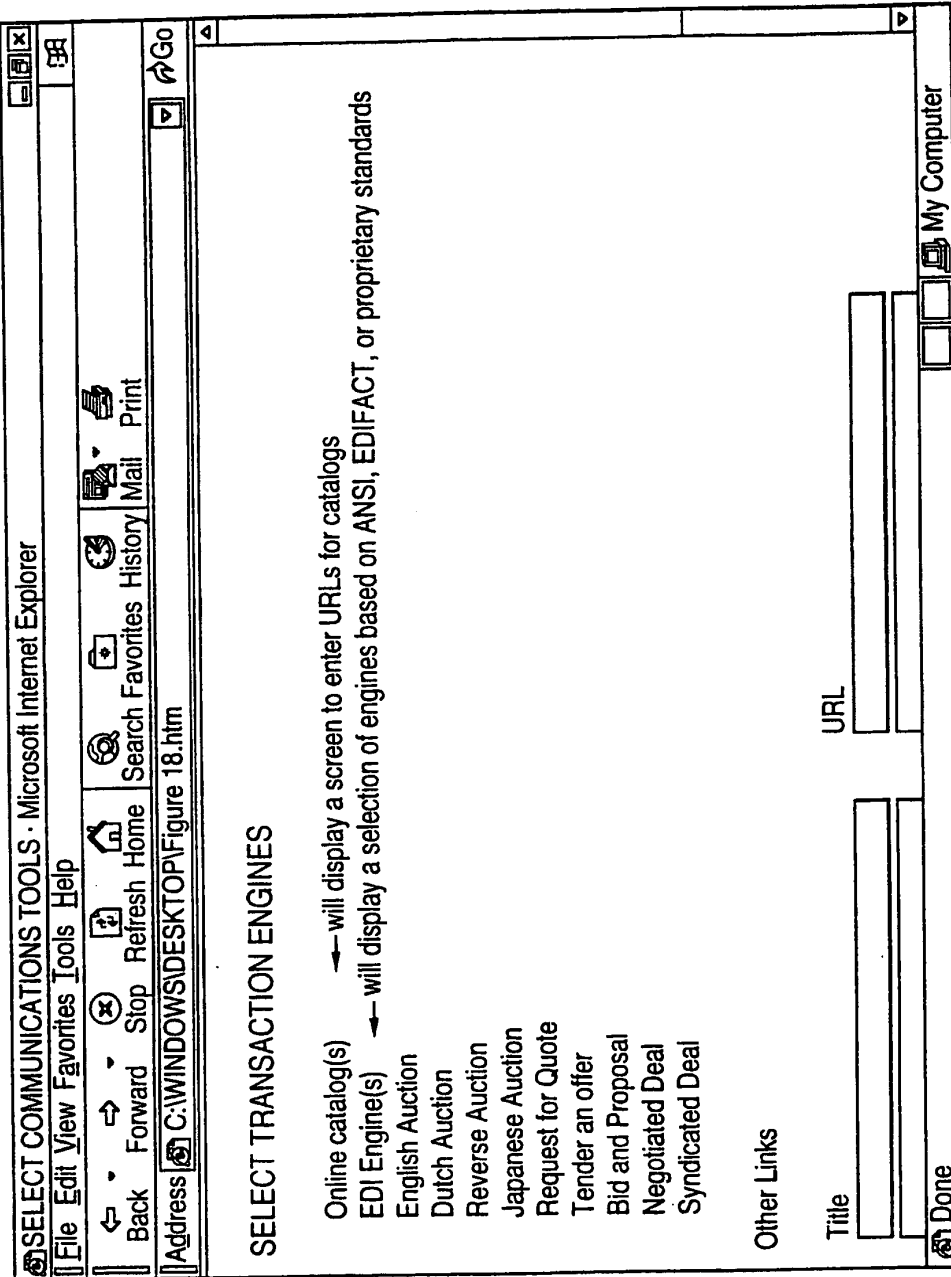 SELECT COMMUNICATIONS TOOLS · Microsoft Internet Explorer
File Edit View Favorites Tools Help
Back Forward Stop Refresh Home Search Favorites History Mail Print
Address C:\WINDOWS\DESKTOP\Figure 18.htm Go
SELECT TRANSACTION ENGINES
Online catalog(s) will display a screen to enter URLs for catalogs
EDI Engine(s) will display a selection of engines based on ANSI, EDIFACT, or proprietary standards
English Auction
Dutch Auction
Reverse Auction
Japanese Auction
Request for Quote
Tender an offer
Bid and Proposal
Negotiated Deal
Syndicated Deal
Other Links
Title URL
Done My Computer